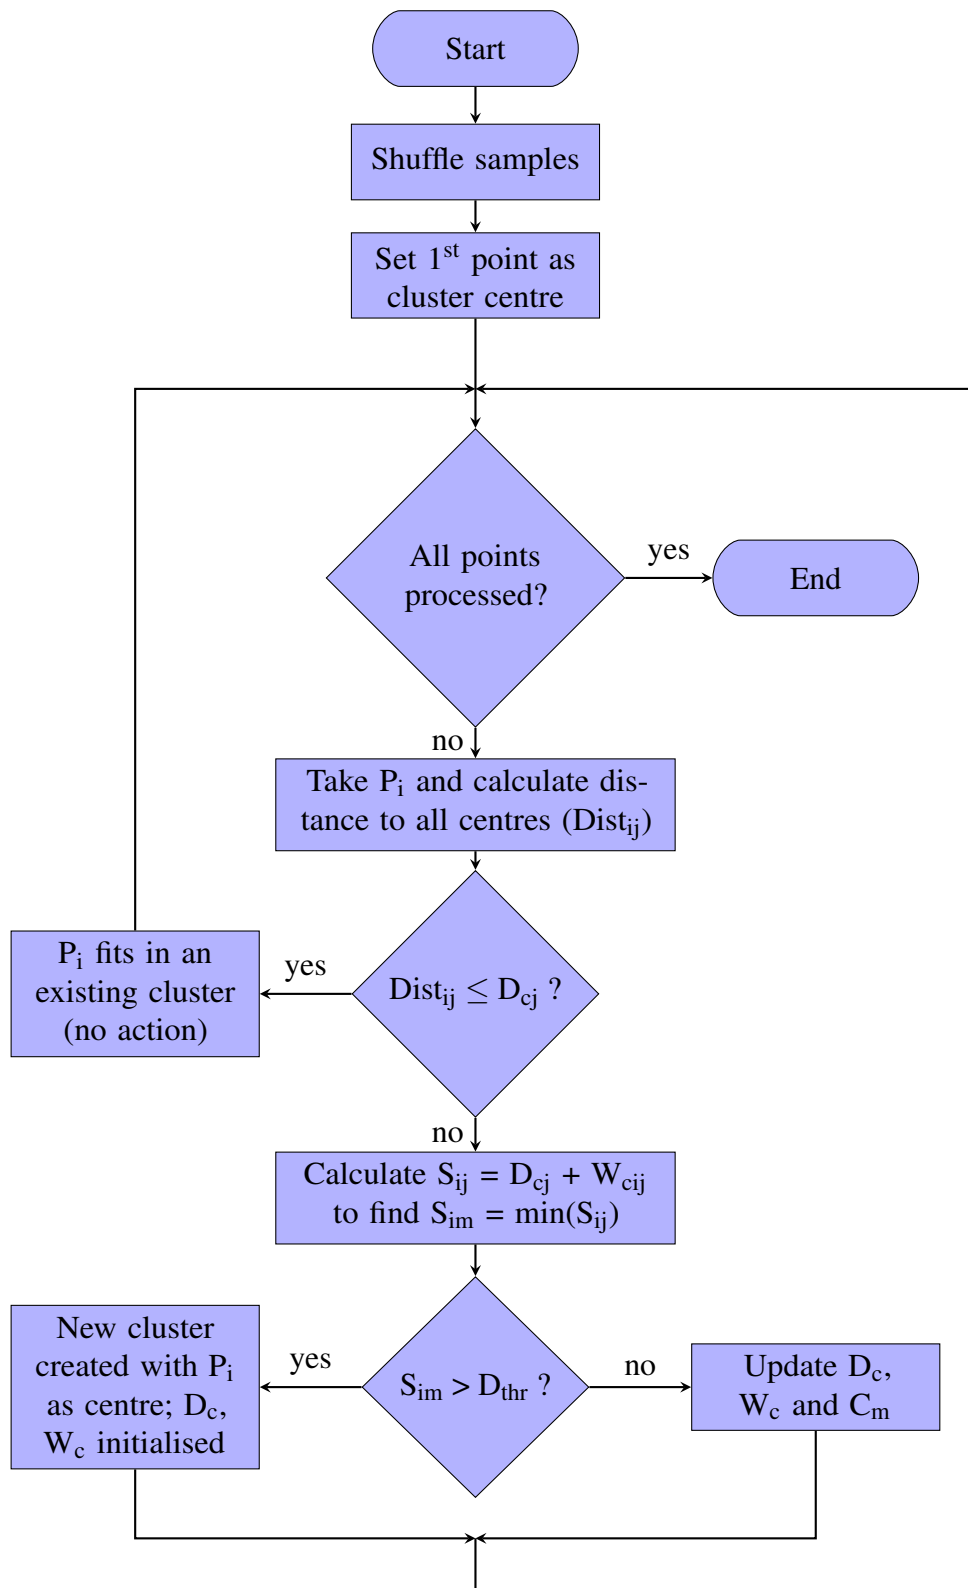 Start
Shuffle samples
Set 1st point as
cluster centre
All points
processed?
yes
End
no
Take Pi and calculate dis-
tance to all centres (Distij)
Pi fits in an
existing cluster
(no action)
yes
Distij ≤ Dcj ?
no
Calculate Sij = Dcj + Wcij
to find Sim = min(Sij)
New cluster
created with Pi
as centre; Dc,
Wc initialised
yes
Sim > Dthr ?
no
Update Dc,
Wc and Cm